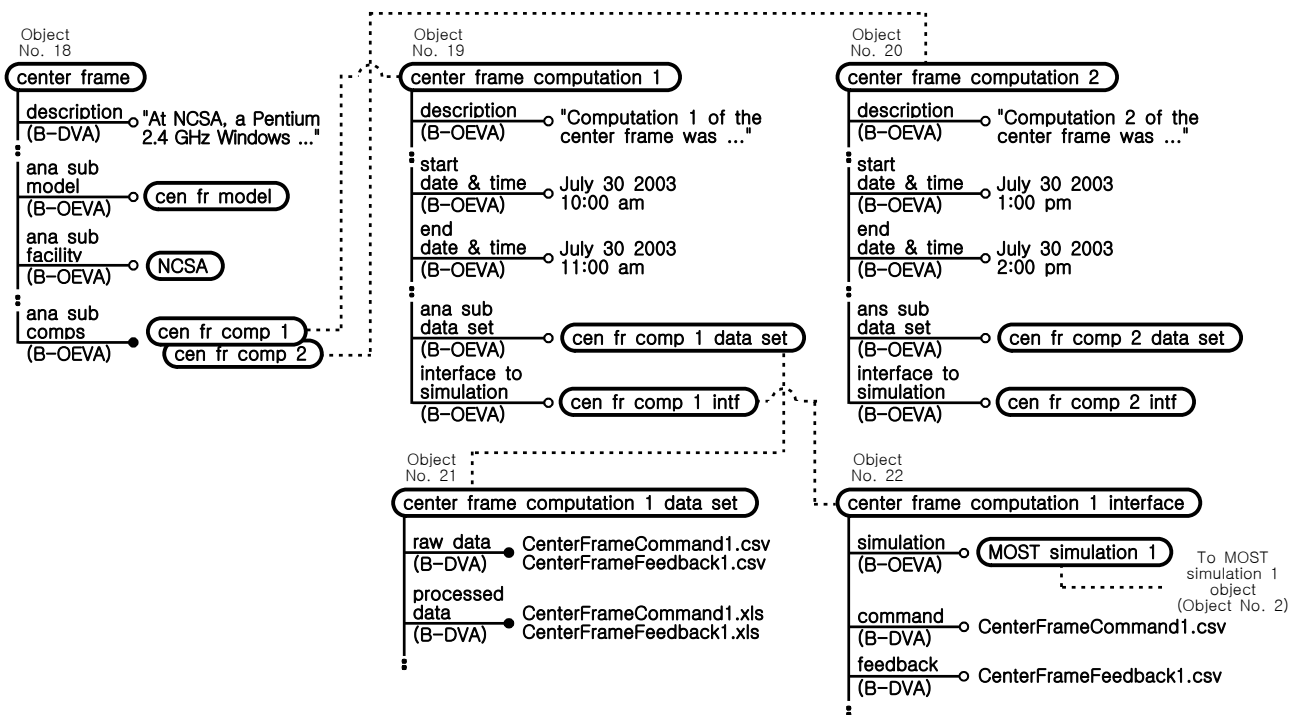 Object
No. 18
center frame
description
(B-DVA)
"At NCSA, a Pentium
2.4 GHz Windows ..."
ana sub
model
(B-OEVA)
cen fr model
ana sub
facility
(B-OEVA)
NCSA
ana sub
comps
(B-OEVA)
cen fr comp 1
cen fr comp 2
Object
No. 19
center frame computation 1
description
(B-OEVA)
"Computation 1 of the
center frame was ..."
start
date & time
(B-OEVA)
July 30 2003
10:00 am
end
date & time
(B-OEVA)
July 30 2003
11:00 am
ana sub
data set
(B-OEVA)
cen fr comp 1 data set
interface to
simulation
(B-OEVA)
cen fr comp 1 intf
Object
No. 20
center frame computation 2
description
(B-OEVA)
"Computation 2 of the
center frame was ..."
start
date & time
(B-OEVA)
July 30 2003
1:00 pm
end
date & time
(B-OEVA)
July 30 2003
2:00 pm
ans sub
data set
(B-OEVA)
cen fr comp 2 data set
interface to
simulation
(B-OEVA)
cen fr comp 2 intf
Object
No. 21
center frame computation 1 data set
raw data
(B-DVA)
CenterFrameCommand1.csv
CenterFrameFeedback1.csv
processed
data
(B-DVA)
CenterFrameCommand1.xls
CenterFrameFeedback1.xls
Object
No. 22
center frame computation 1 interface
simulation
(B-OEVA)
MOST simulation 1
To MOST
simulation 1
object
(Object No. 2)
command
(B-DVA)
CenterFrameCommand1.csv
feedback
(B-DVA)
CenterFrameFeedback1.csv